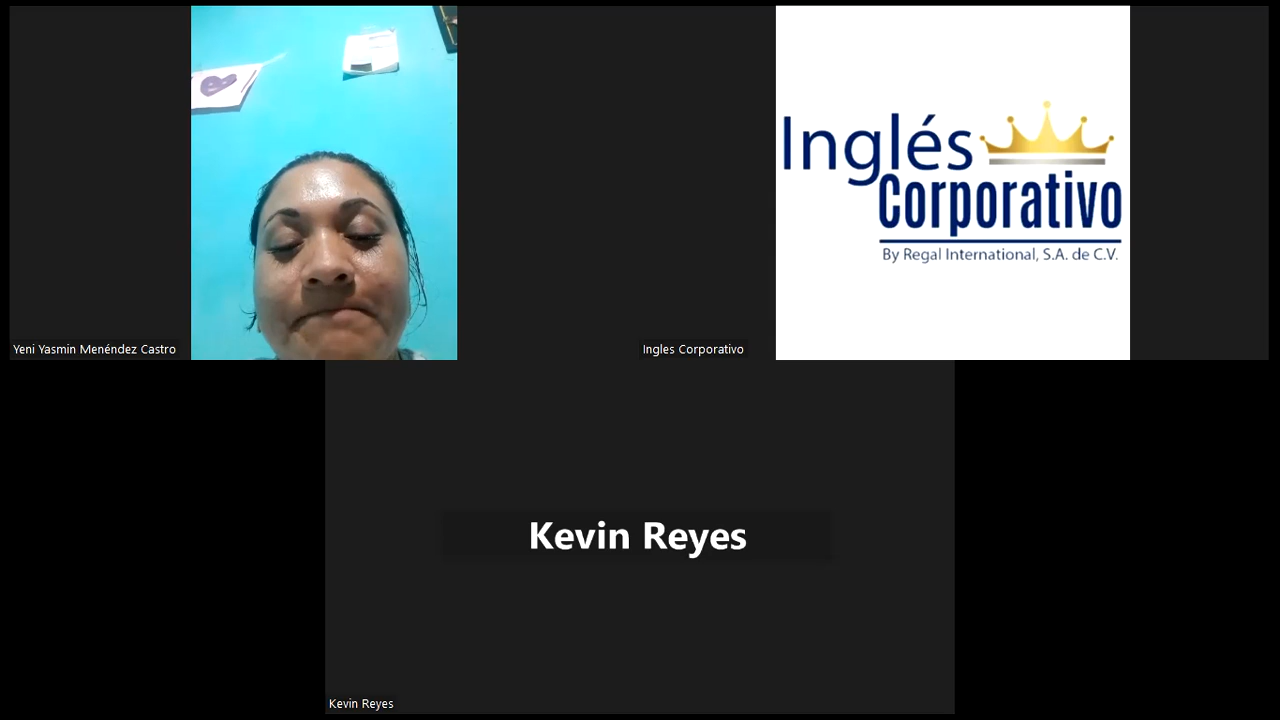 Inglés
Corporativo
By Regal International, S.A. de C.V.
Yeni Yasmin Menéndez Castro
Ingles Corporativo
Kevin Reyes
Kevin Reyes